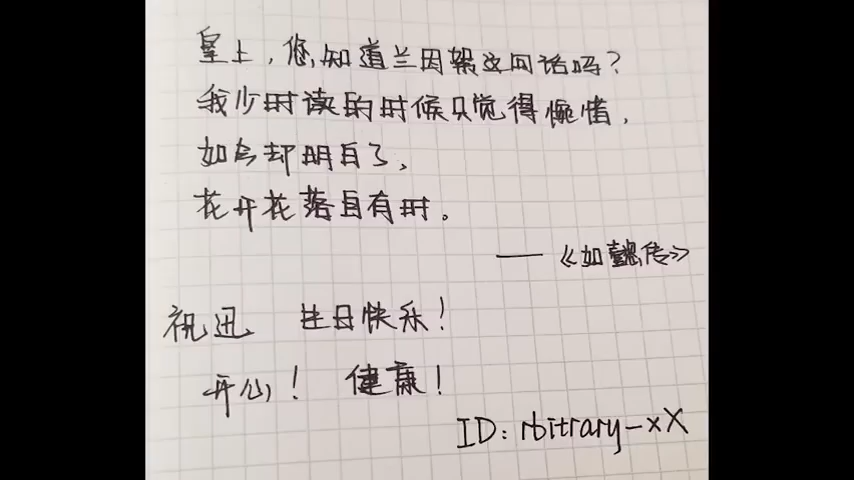 皇上,您知道兰因絮这句话吗?
我少时读的时候只觉得惋惜,
如今却明白了,
花开花落自有时。
——《如懿传》
祝迅 生日快乐!
开心! 健康!
ID: rbitrary-xX